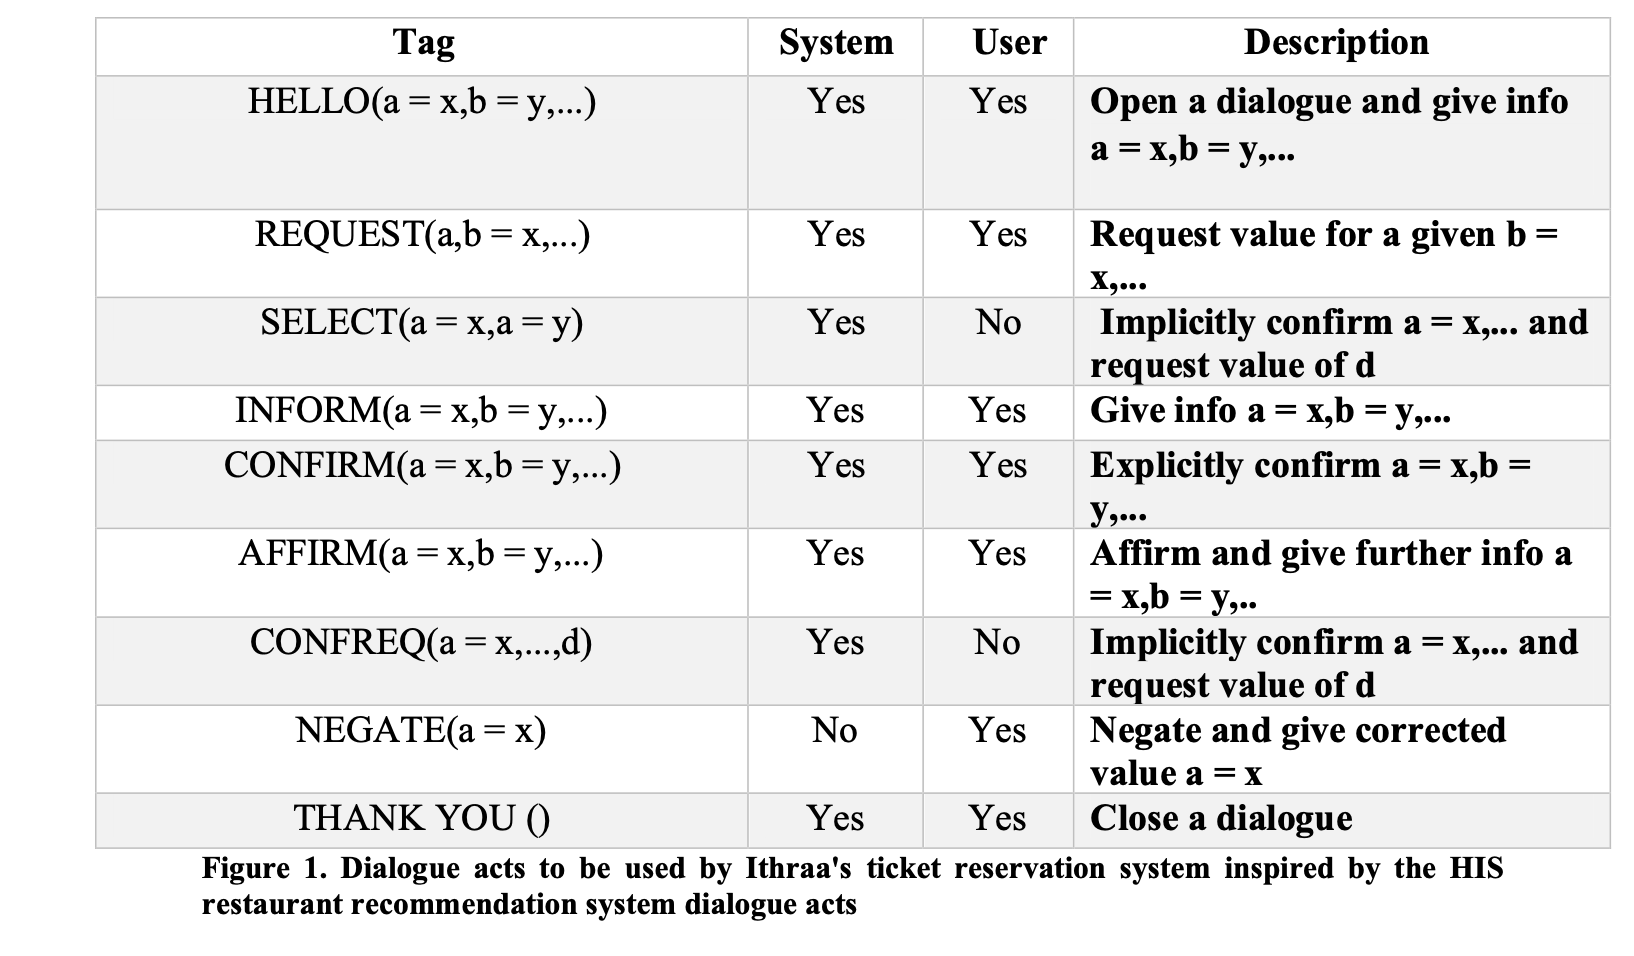 Tag System User Description
HELLO(a = x,b = y,...) Yes Yes Open a dialogue and give info
a = x,b = y,...
REQUEST(a,b = x,...) Yes Yes Request value for a given b =
x,...
SELECT(a = x,a = y) Yes No Implicitly confirm a = x,... and
request value of d
INFORM(a = x,b = y,...) Yes Yes Give info a = x,b = y,...
CONFIRM(a = x,b = y,...) Yes Yes Explicitly confirm a = x,b =
y,...
AFFIRM(a = x,b = y,...) Yes Yes Affirm and give further info a
= x,b = y,..
CONFREQ(a = x,...,d) Yes No Implicitly confirm a = x,... and
request value of d
NEGATE(a = x) No Yes Negate and give corrected
value a = x
THANK YOU () Yes Yes Close a dialogue
Figure 1. Dialogue acts to be used by Ithraa's ticket reservation system inspired by the HIS
restaurant recommendation system dialogue acts